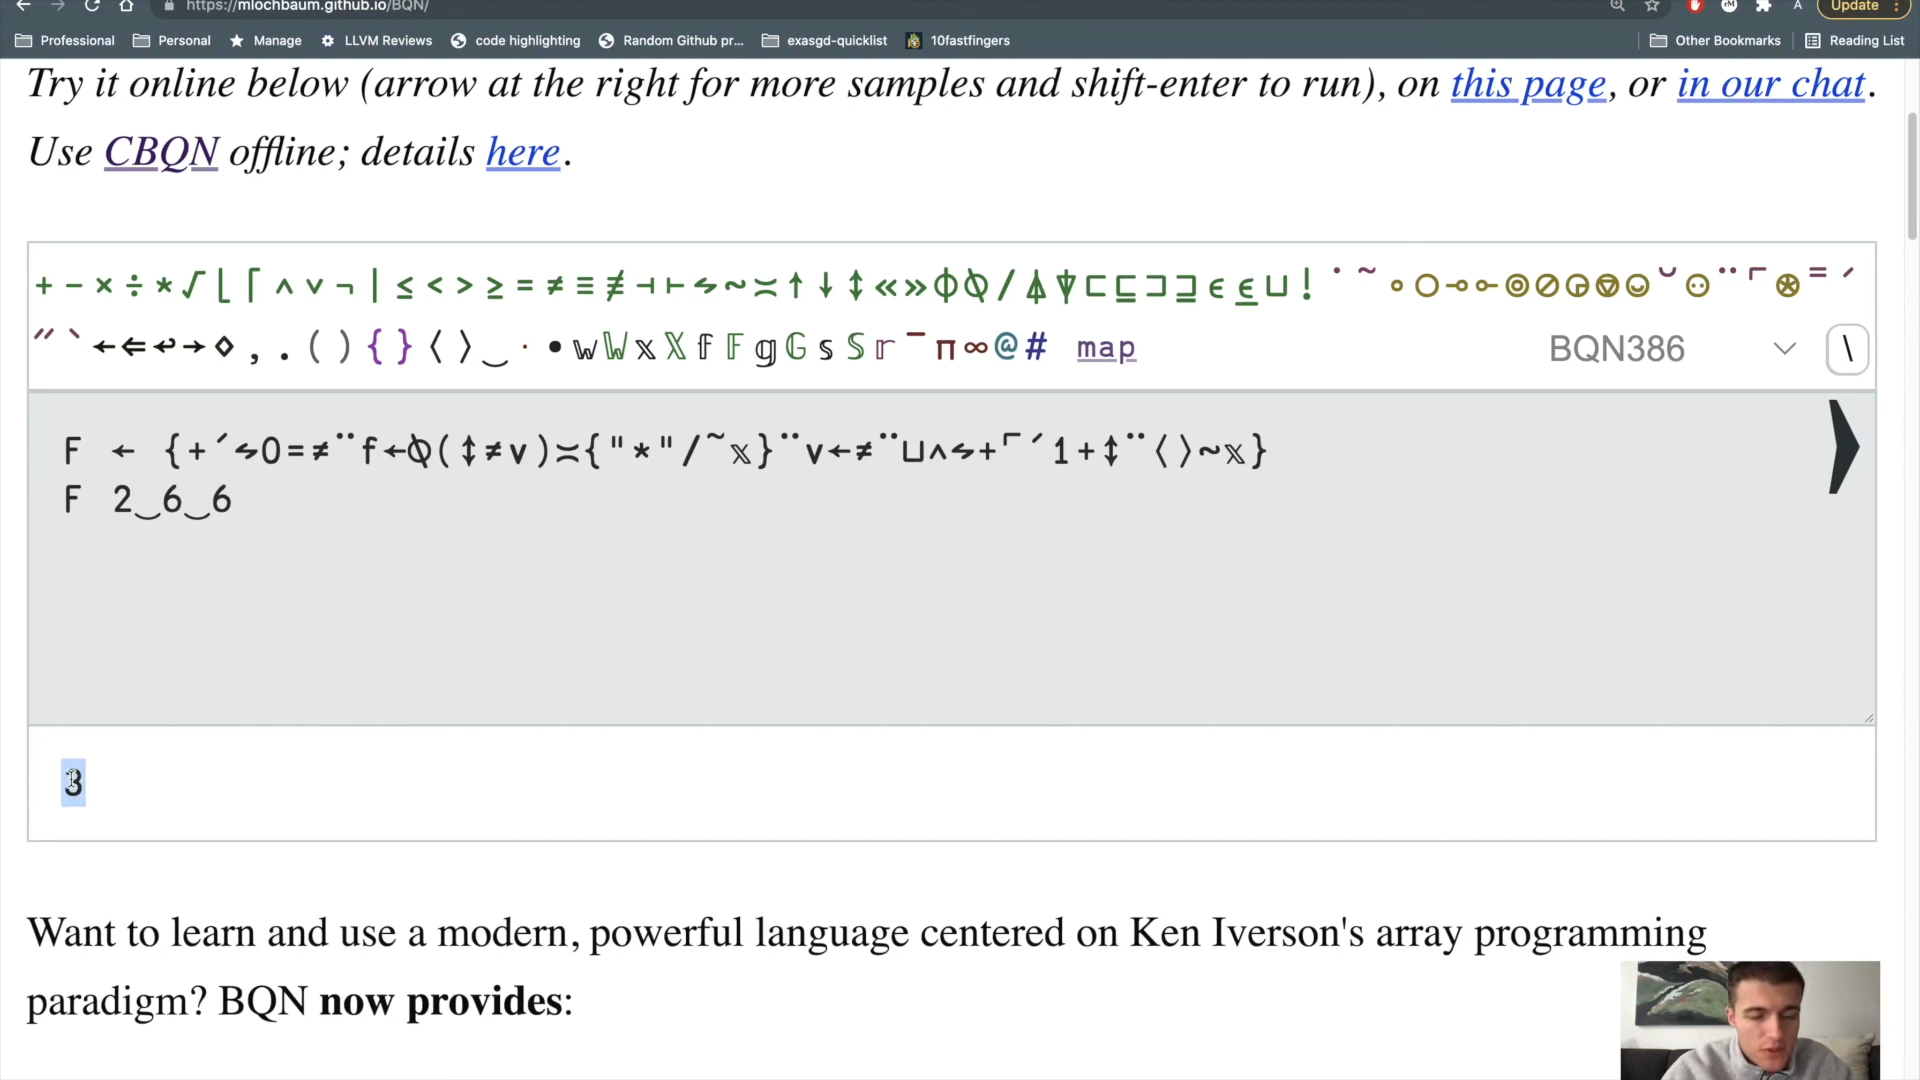 https://mlochbaum.github.io/BQN/
A Update
Professional Personal Manage LLVM Reviews code highlighting Random Github pr... exasgd-quicklist 10fastfingers Other Bookmarks Reading List
Try it online below (arrow at the right for more samples and shift-enter to run), on this page, or in our chat.
Use CBQN offline; details here.
+ - × ÷ ⋆ √ ⌊ ⌈ ∧ ∨ ¬ | ≤ < > ≥ = ≠ ≡ ≢ ⊣ ⊢ ⥊ ∾ ≍ ↑ ↓ ↕ « » ⌽ ⍉ / ⍋ ⍒ ⊏ ⊑ ⊐ ⊒ ∊ ⍷ ⊔ ! ˙ ˜ ∘ ○ ⊸ ⟜ ⌾ ⊘ ◶ ⎉ ⚇ ˘ ⍟ ¨ ⌜ ⎊ ⁼ ´
˝ ` ← ⇐ ↩ → ⋄ , . ( ) { } ⟨ ⟩ ‿ · • 𝕨 𝕎 𝕩 𝕏 𝕗 𝔽 𝕘 𝔾 𝕤 𝕊 𝕣 ¯ π ∞ @ # map BQN386 \
F ← {+´⥊0=≠¨f←⍉(↕≠v)≍{"*"/˜𝕩}¨v←≠¨⊔∧⥊+⌜´1+↕¨⟨⟩∾𝕩}
F 2‿6‿6
3
Want to learn and use a modern, powerful language centered on Ken Iverson's array programming
paradigm? BQN now provides: